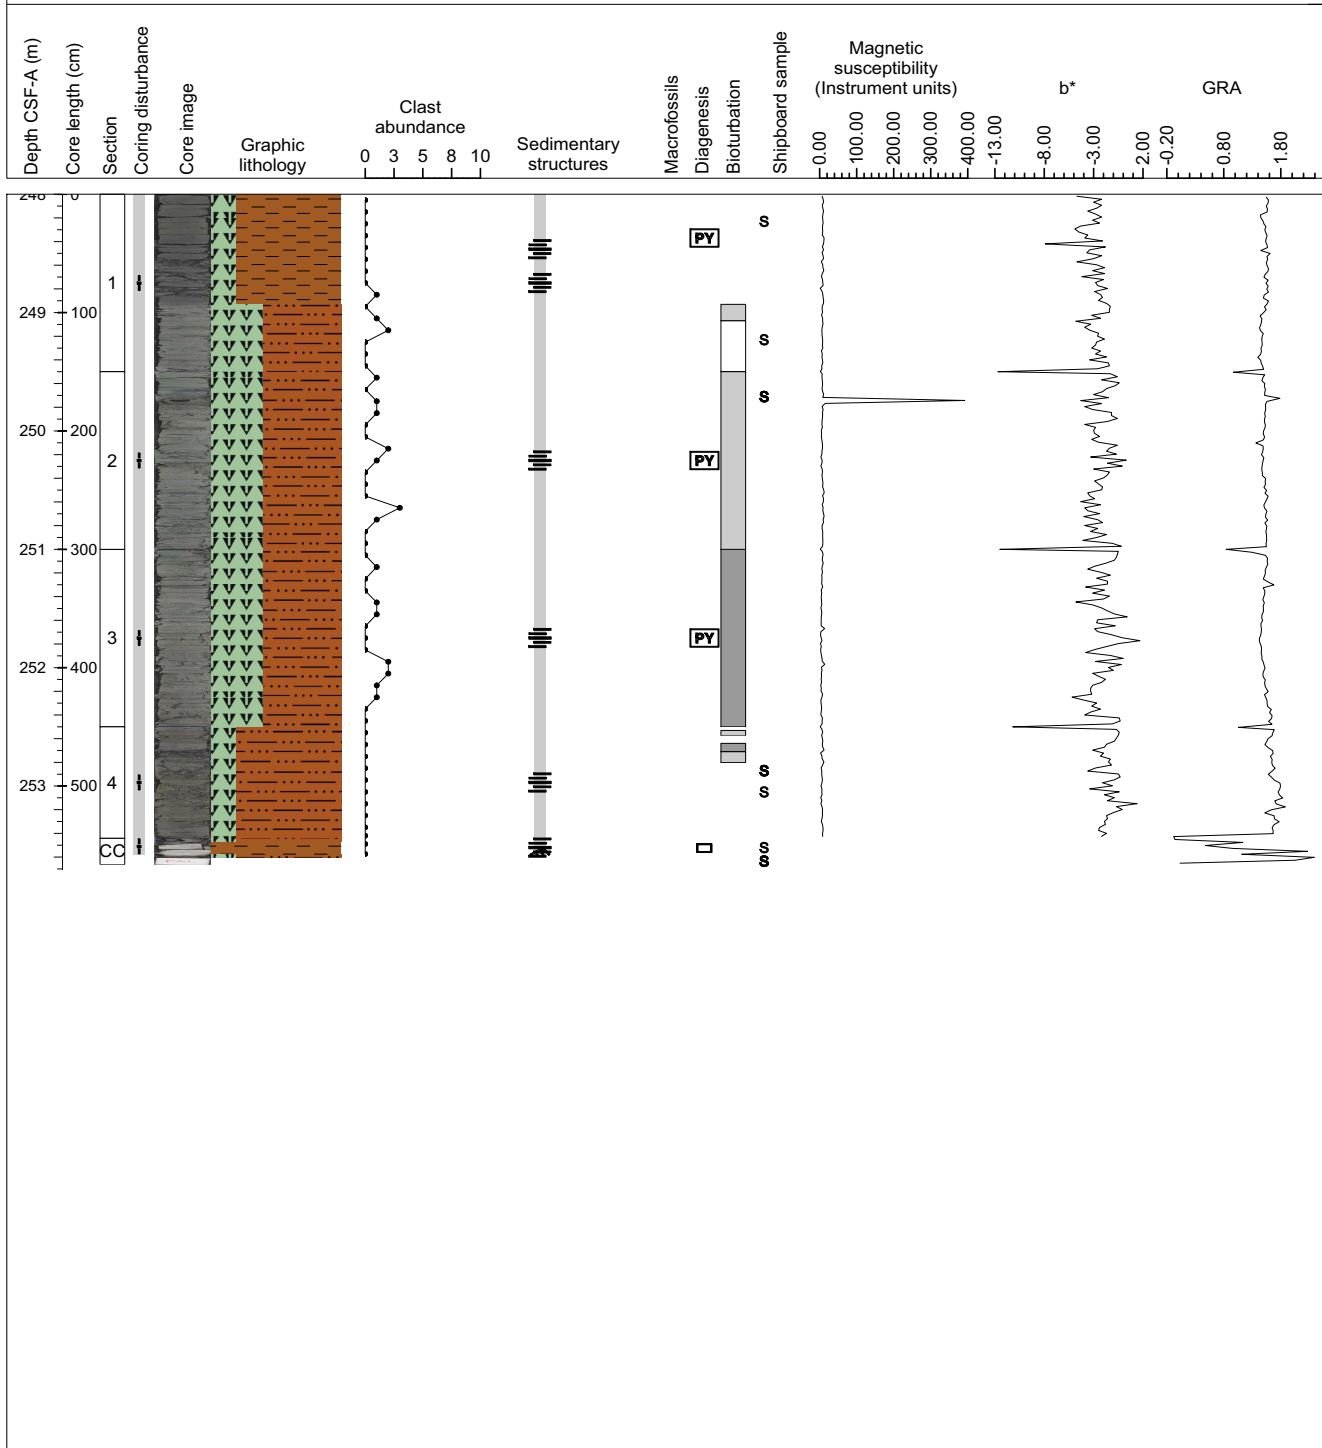 Depth CSF-A (m)
Core length (cm)
Section
Coring disturbance
Core image
Graphic
lithology
Clast
abundance
0 3 5 8 10
Sedimentary
structures
Macrofossils
Diagenesis
Bioturbation
Shipboard sample
Magnetic
susceptibility
(Instrument units)
0.00 100.00 200.00 300.00 400.00
b*
-13.00 -8.00 -3.00 2.00
GRA
-0.20 0.80 1.80
248 0
S
PY
1
249 100
S
S
250 200
2 PY
251 300
3 PY
252 400
S
253 500 4 S
CC S
S